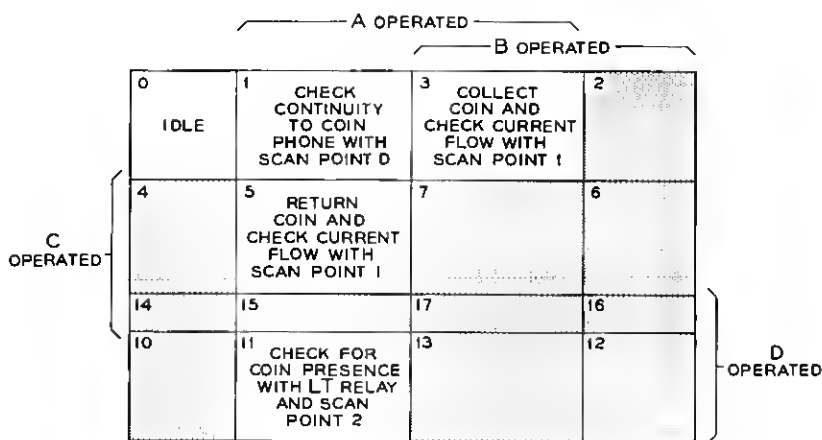 A OPERATED
B OPERATED
0
IDLE
1
CHECK
CONTINUITY
TO COIN
PHONE WITH
SCAN POINT D
3
COLLECT
COIN AND
CHECK CURRENT
FLOW WITH
SCAN POINT 1
2
C
OPERATED
4
5
RETURN
COIN AND
CHECK CURRENT
FLOW WITH
SCAN POINT 1
7
6
14
15
17
16
10
11
CHECK FOR
COIN PRESENCE
WITH LT RELAY
AND SCAN
POINT 2
13
12
D
OPERATED